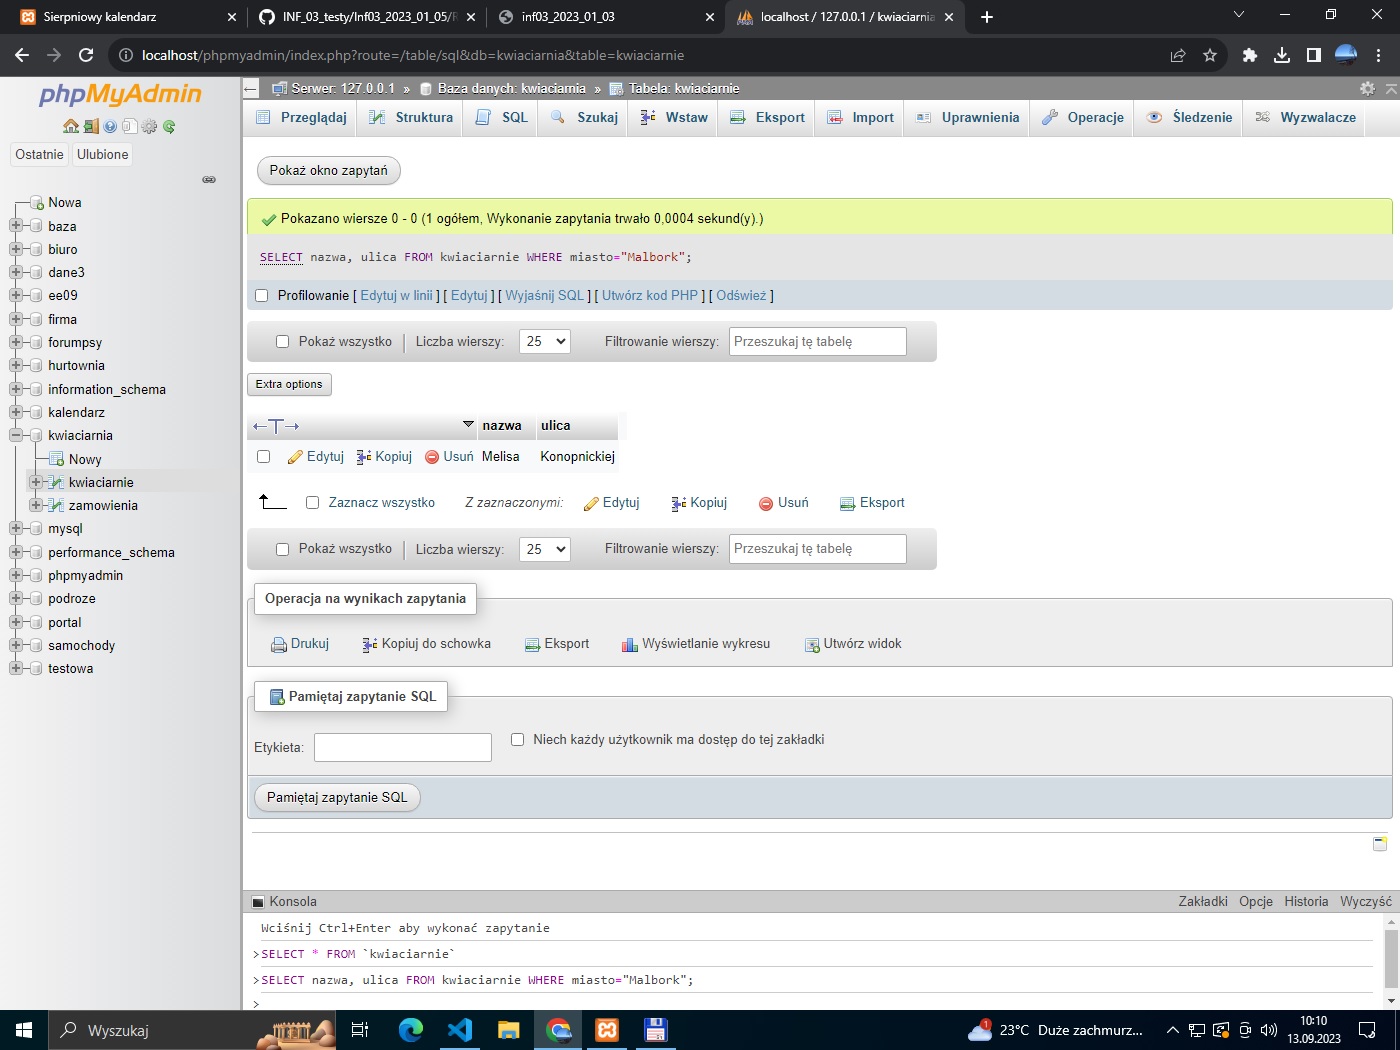 Sierpniowy kalendarz
INF_03_testy/Inf03_2023_01_05/R
inf03_2023_01_03
localhost / 127.0.0.1 / kwiaciarnia
localhost/phpmyadmin/index.php?route=/table/sql&db=kwiaciarnia&table=kwiaciarnie
phpMyAdmin
Ostatnie
Ulubione
Nowa
baza
biuro
dane3
ee09
firma
forumpsy
hurtownia
information_schema
kalendarz
kwiaciarnia
Nowy
kwiaciarnie
zamowienia
mysql
performance_schema
phpmyadmin
podroze
portal
samochody
testowa
Serwer: 127.0.0.1 » Baza danych: kwiaciarnia » Tabela: kwiaciarnie
Przeglądaj Struktura SQL Szukaj Wstaw Eksport Import Uprawnienia Operacje Śledzenie Wyzwalacze
Pokaż okno zapytań
Pokazano wiersze 0 - 0 (1 ogółem, Wykonanie zapytania trwało 0,0004 sekund(y).)
SELECT nazwa, ulica FROM kwiaciarnie WHERE miasto="Malbork";
Profilowanie [ Edytuj w linii ] [ Edytuj ] [ Wyjaśnij SQL ] [ Utwórz kod PHP ] [ Odśwież ]
Pokaż wszystko Liczba wierszy: 25 Filtrowanie wierszy: Przeszukaj tę tabelę
Extra options
←T→ nazwa ulica
Edytuj Kopiuj Usuń Melisa Konopnickiej
Zaznacz wszystko Z zaznaczonymi: Edytuj Kopiuj Usuń Eksport
Pokaż wszystko Liczba wierszy: 25 Filtrowanie wierszy: Przeszukaj tę tabelę
Operacja na wynikach zapytania
Drukuj Kopiuj do schowka Eksport Wyświetlanie wykresu Utwórz widok
Pamiętaj zapytanie SQL
Etykieta: Niech każdy użytkownik ma dostęp do tej zakładki
Pamiętaj zapytanie SQL
Konsola Zakładki Opcje Historia Wyczyść
Wciśnij Ctrl+Enter aby wykonać zapytanie
>SELECT * FROM `kwiaciarnie`
>SELECT nazwa, ulica FROM kwiaciarnie WHERE miasto="Malbork";
>
Wyszukaj
1
23°C Duże zachmurz...
10:10
13.09.2023